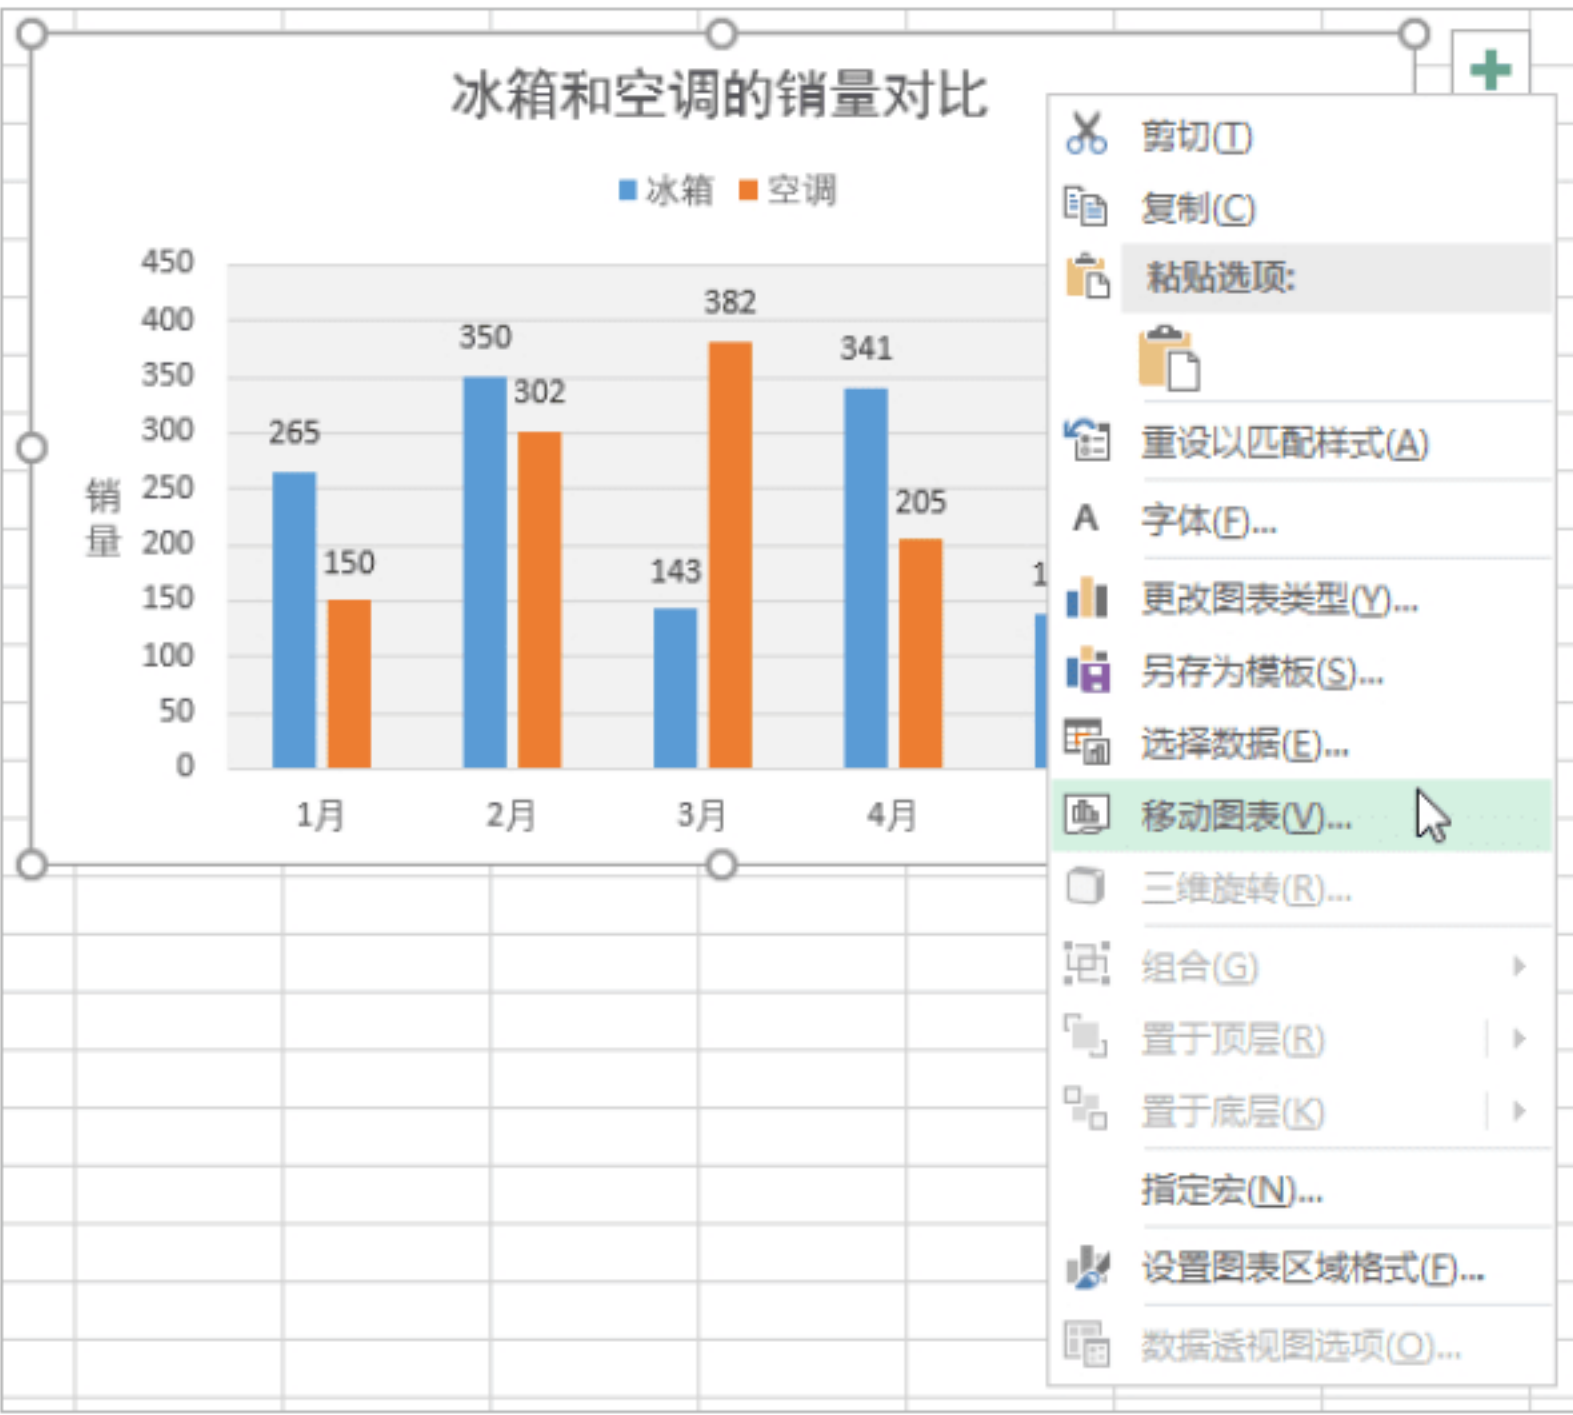 冰箱和空调的销量对比
冰箱 空调
450
400
350
300
250
200
150
100
50
0
销量
265
150
350
302
143
382
341
205
1
1月 2月 3月 4月
剪切(T)
复制(C)
粘贴选项:
重设以匹配样式(A)
A 字体(F)...
更改图表类型(Y)...
另存为模板(S)...
选择数据(E)...
移动图表(V)...
三维旋转(R)...
组合(G)
置于顶层(R)
置于底层(K)
指定宏(N)...
设置图表区域格式(F)...
数据透视图选项(O)...